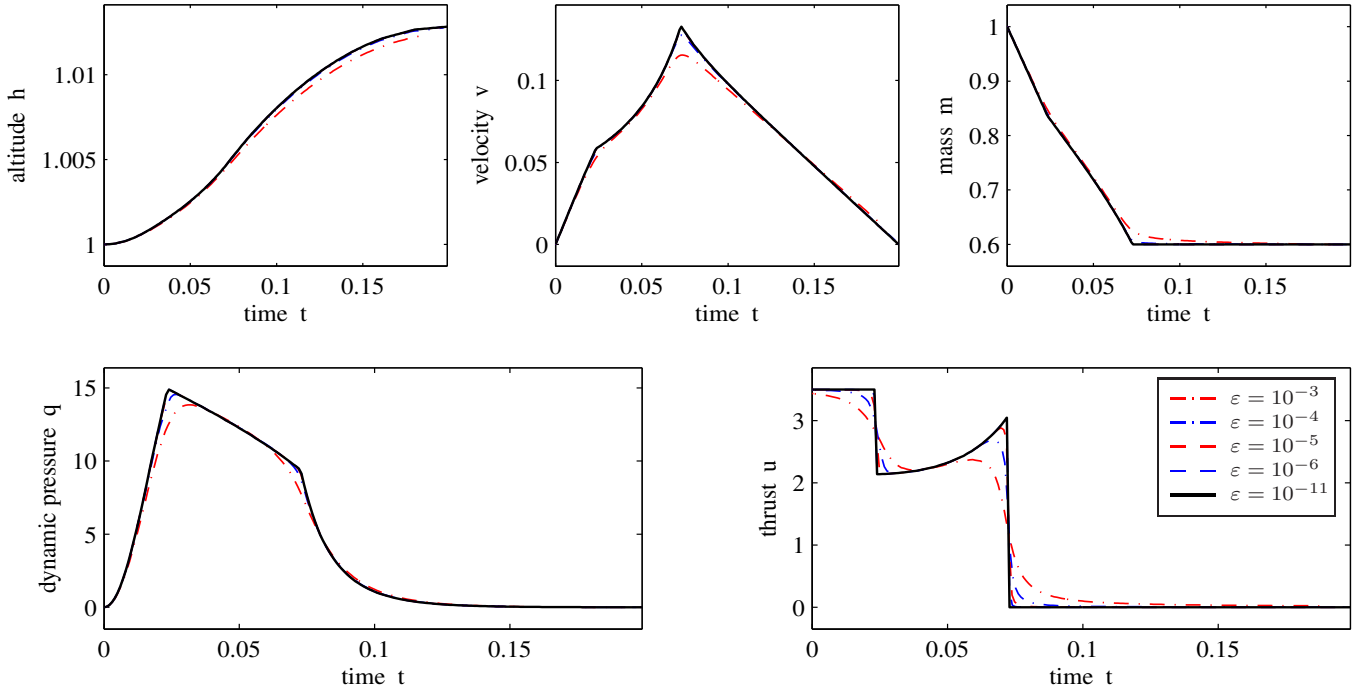 altitude h
1.01
1.005
1
0 0.05 0.1 0.15
time t
velocity v
0.1
0.05
0
0 0.05 0.1 0.15
time t
mass m
1
0.9
0.8
0.7
0.6
0 0.05 0.1 0.15
time t
dynamic pressure q
15
10
5
0
0 0.05 0.1 0.15
time t
thrust u
3
2
1
0
0 0.05 0.1 0.15
time t
ε = 10⁻³
ε = 10⁻⁴
ε = 10⁻⁵
ε = 10⁻⁶
ε = 10⁻¹¹